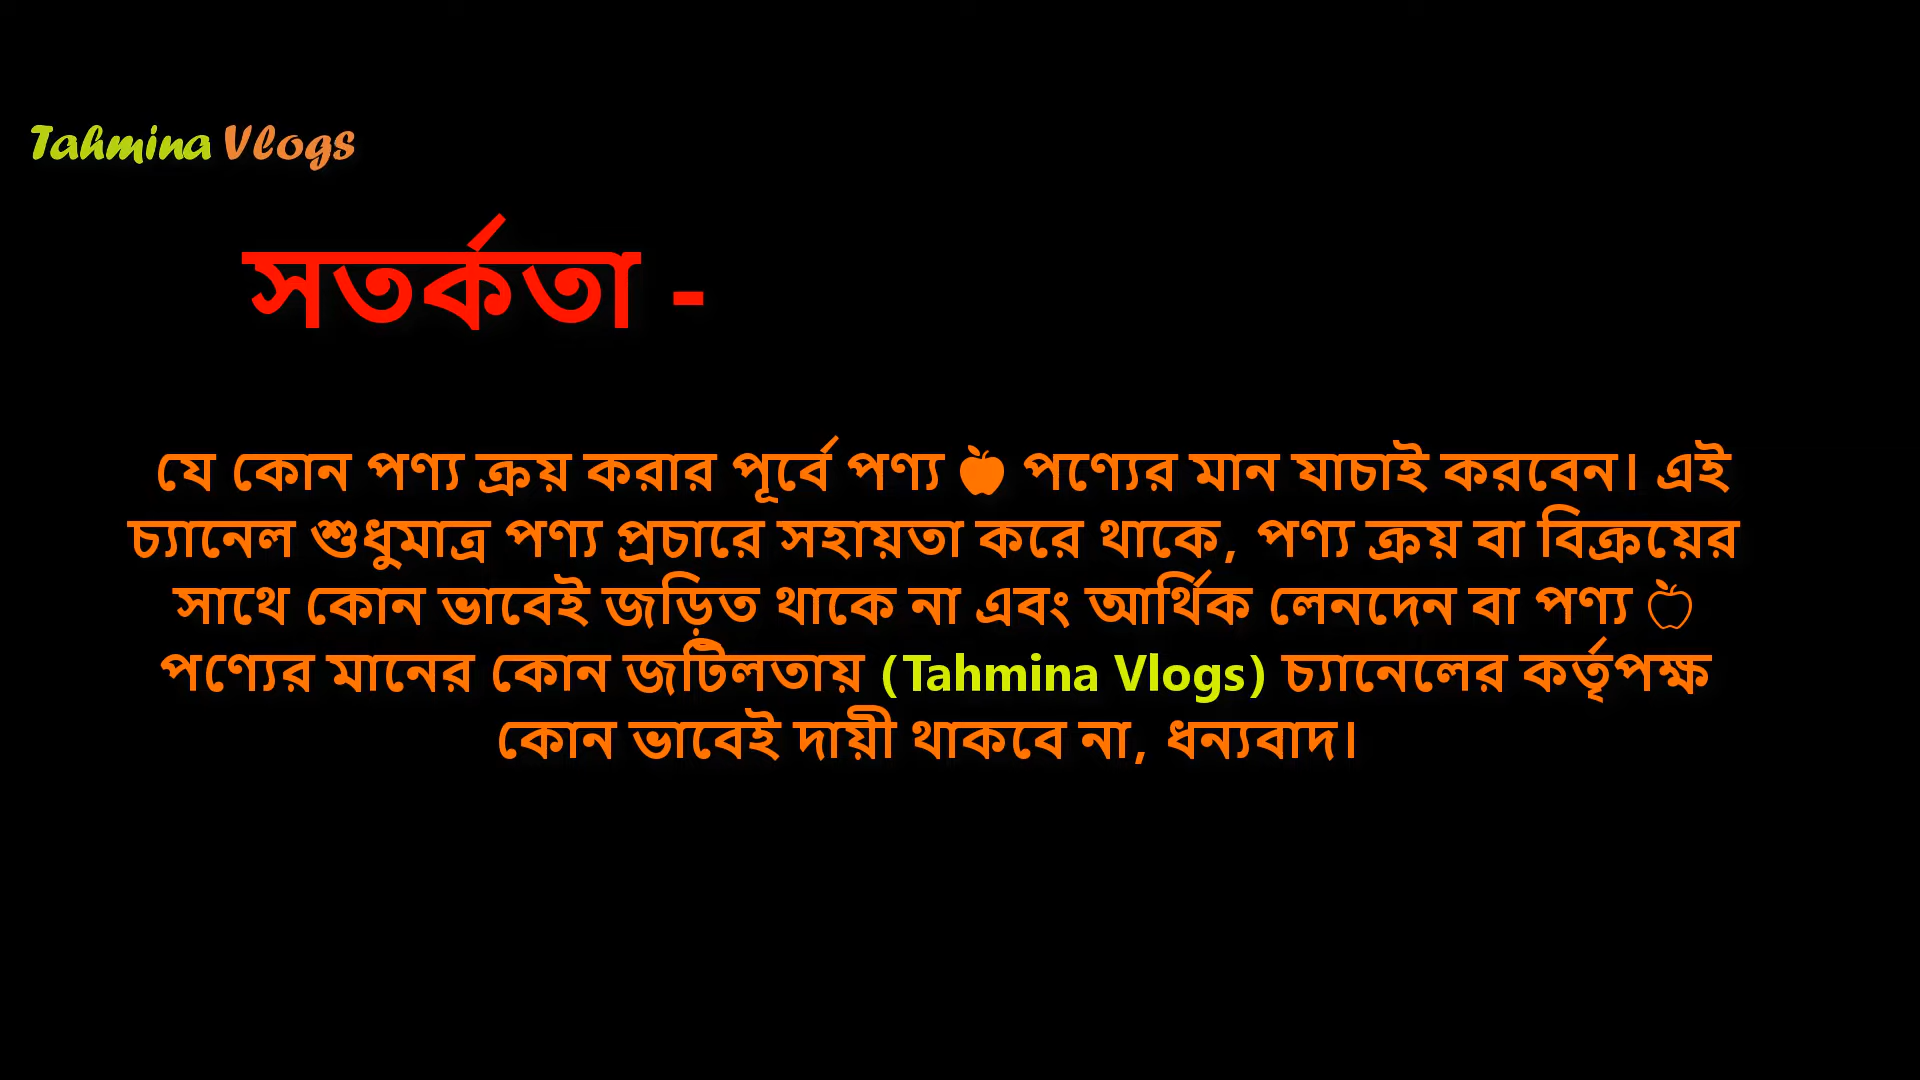 Tahmina Vlogs
সতর্কতা -
যে কোন পণ্য ক্রয় করার পূর্বে পণ্য 🍎 পণ্যের মান যাচাই করবেন। এই
চ্যানেল শুধুমাত্র পণ্য প্রচারে সহায়তা করে থাকে, পণ্য ক্রয় বা বিক্রয়ের
সাথে কোন ভাবেই জড়িত থাকে না এবং আর্থিক লেনদেন বা পণ্য 🍎
পণ্যের মানের কোন জটিলতায় (Tahmina Vlogs) চ্যানেলের কর্তৃপক্ষ
কোন ভাবেই দায়ী থাকবে না, ধন্যবাদ।